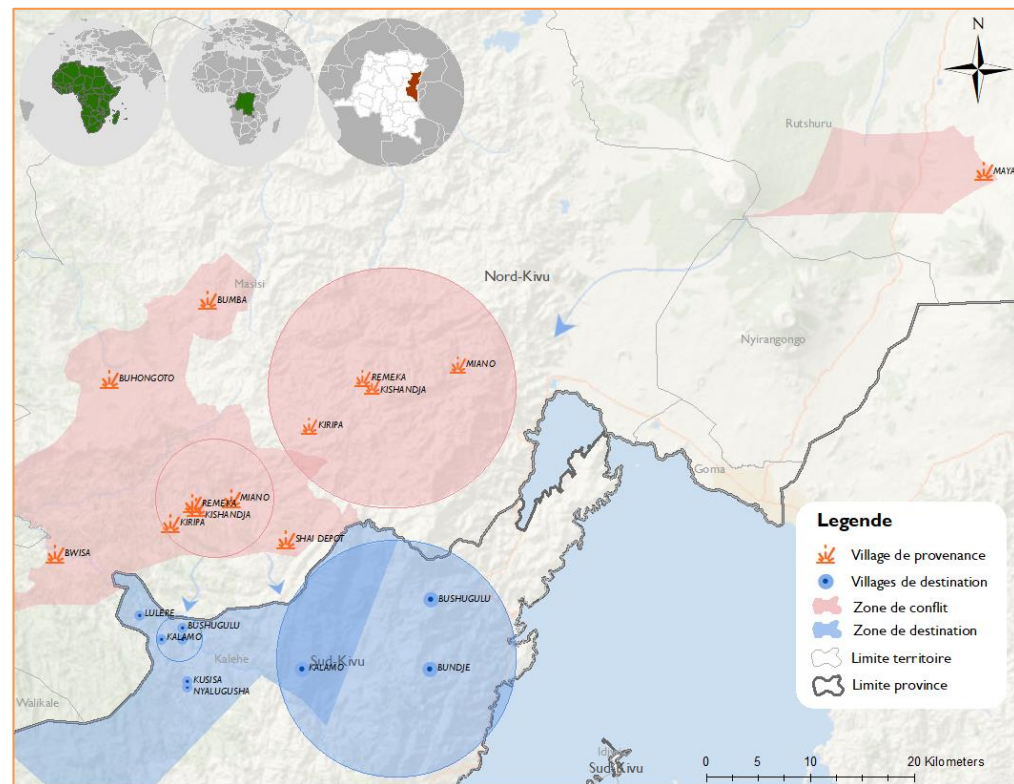 N
Rutshuru
MAYA
Nord-Kivu
Masisi
BUMBA
Nyirangongo
MIANO
REMEKA
KISHANDJA
BUHONGOTO
KIRIPA
Goma
REMEKA
MIANO
KISHANDJA
KIRIPA
SHAI DEPOT
BWISA
LULERE
BUSHUGULU
KALAMO
BUSHUGULU
Kalehe
Sud-Kivu
KALAMO
BUNDJE
KUSISA
NYALUGUSHA
Walikale
Legende
Village de provenance
Villages de destination
Zone de conflit
Zone de destination
Limite territoire
Limite province
Sud-Kivu
0 5 10 20 Kilometers